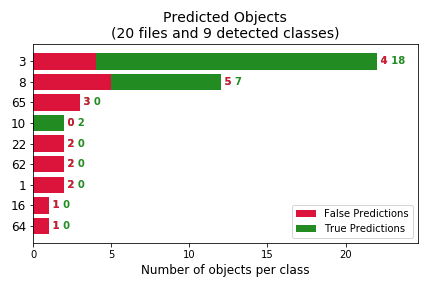 Predicted Objects
(20 files and 9 detected classes)
3 4 18
8 5 7
65 3 0
10 0 2
22 2 0
62 2 0
1 2 0
16 1 0
64 1 0
False Predictions
True Predictions
0 5 10 15 20
Number of objects per class